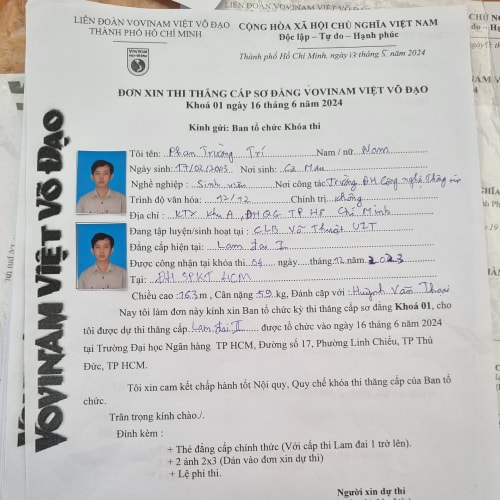 LIÊN ĐOÀN VOVINAM VIỆT VÕ ĐẠO
THÀNH PHỐ HỒ CHÍ MINH
CỘNG HÒA XÃ HỘI CHỦ NGHĨA VIỆT NAM
Độc lập – Tự do – Hạnh phúc
Thành phố Hồ Chí Minh, ngày 13 tháng 5 năm 2024
ĐƠN XIN THI THĂNG CẤP SƠ ĐẲNG VOVINAM VIỆT VÕ ĐẠO
Khoá 01 ngày 16 tháng 6 năm 2024
Kính gửi: Ban tổ chức Khóa thi
VOVINAM VIỆT VÕ ĐẠO
Tôi tên: Phan Trường Trí Nam / nữ: Nam
Ngày sinh: 17/02/2003 Nơi sinh: Cà Mau
Nghề nghiệp: Sinh viên Nơi công tác: Trường ĐH Công nghệ Thông tin
Trình độ văn hóa: 12/12 Chính trị: không
Địa chỉ: KTX Khu A ĐHQG TP Hồ Chí Minh
Đang tập luyện/sinh hoạt tại: CLB Võ Thuật UIT
Đẳng cấp hiện tại: Lam đai I
Được công nhận tại khóa thi: 04 ngày....tháng 12 năm 2023
Tại: ĐH SPKT HCM
Chiều cao: 163 m, Cân nặng: 59 kg, Đánh cặp với: Huỳnh Văn Thoại
Nay tôi làm đơn này kính xin Ban tổ chức kỳ thi thăng cấp sơ đẳng Khoá 01, cho
tôi được dự thi thăng cấp Lam đai II được tổ chức vào ngày 16 tháng 6 năm 2024
tại Trường Đại học Ngân hàng TP HCM, Đường số 17, Phường Linh Chiểu, TP Thủ
Đức, TP HCM.
Tôi xin cam kết chấp hành tốt Nội quy, Quy chế khóa thi thăng cấp của Ban tổ
chức.
Trân trọng kính chào./.
Đính kèm :
+ Thẻ đẳng cấp chính thức (Với cấp thi Lam đai 1 trở lên).
+ 2 ảnh 2x3 (Dán vào đơn xin dự thi)
+ Lệ phí thi.
Người xin dự thi